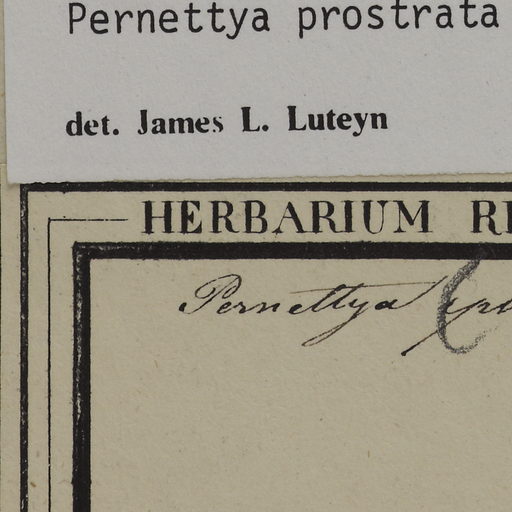 Pernettya prostrata
det. James L. Luteyn
HERBARIUM
Pernettya